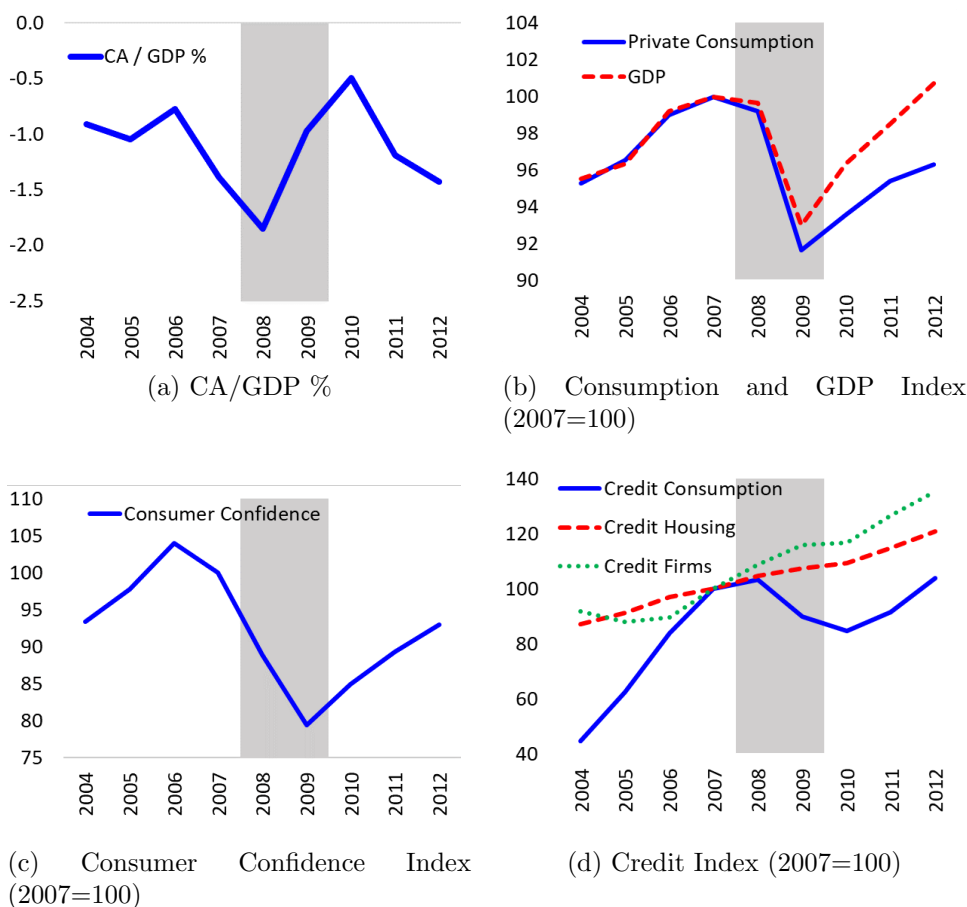 0.0
-0.5
-1.0
-1.5
-2.0
-2.5
CA / GDP %
2004 2005 2006 2007 2008 2009 2010 2011 2012
(a) CA/GDP %
104
102
100
98
96
94
92
90
Private Consumption
GDP
2004 2005 2006 2007 2008 2009 2010 2011 2012
(b) Consumption and GDP Index
(2007=100)
110
105
100
95
90
85
80
75
Consumer Confidence
2004 2005 2006 2007 2008 2009 2010 2011 2012
(c) Consumer Confidence Index
(2007=100)
140
120
100
80
60
40
Credit Consumption
Credit Housing
Credit Firms
2004 2005 2006 2007 2008 2009 2010 2011 2012
(d) Credit Index (2007=100)